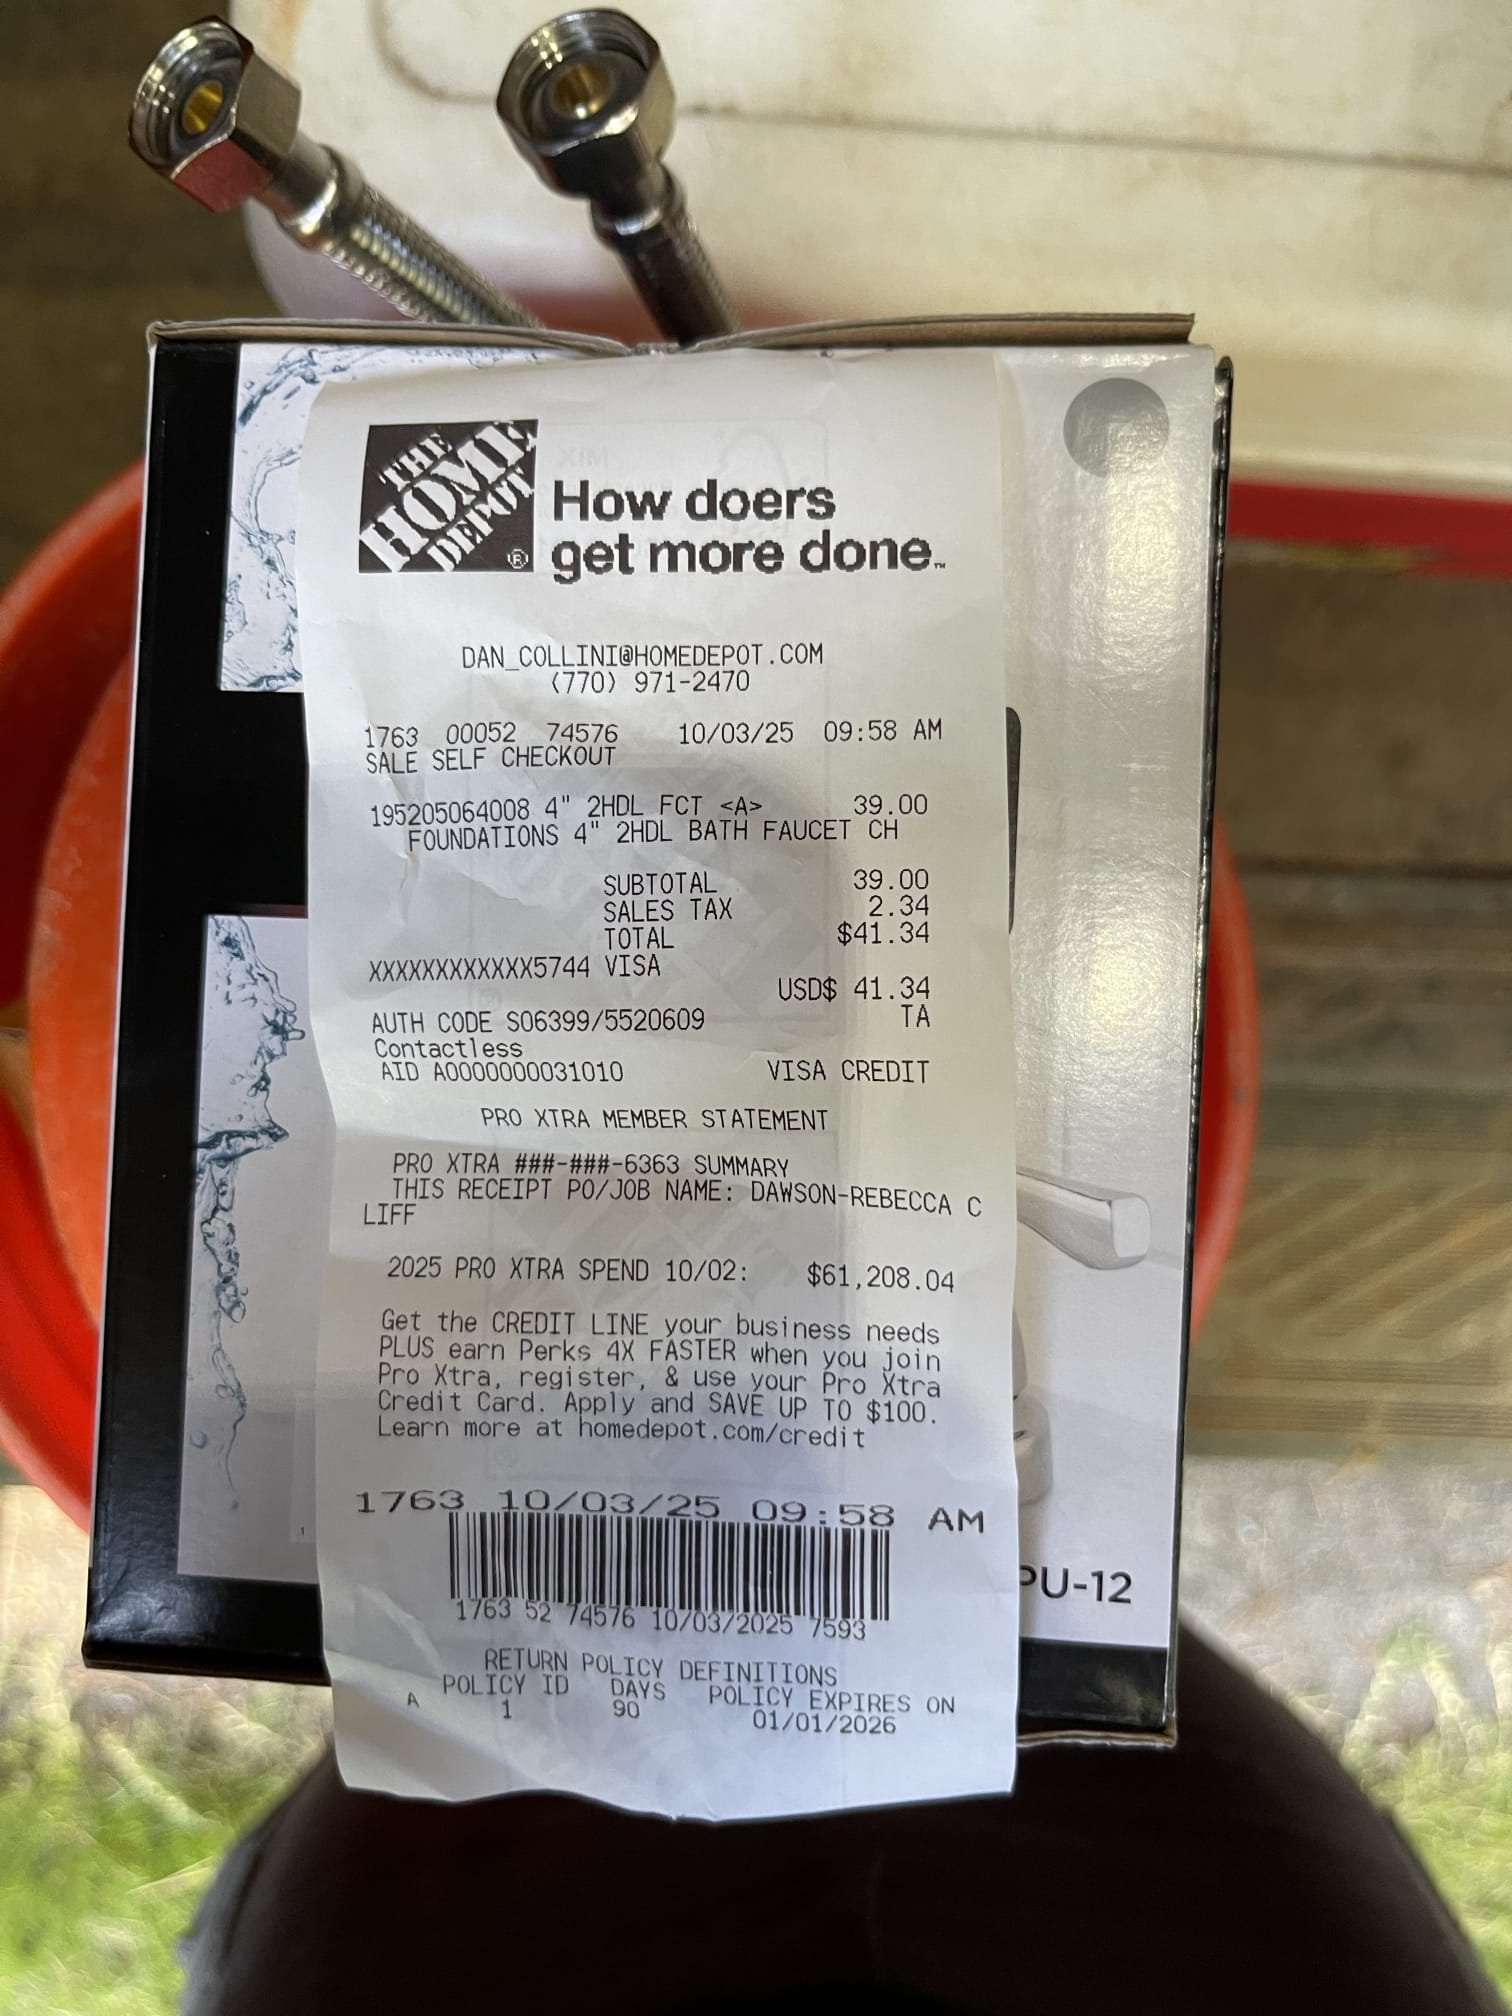 THE
HOME
DEPOT
®
How doers
get more done™
DAN_COLLINI@HOMEDEPOT.COM
(770) 971-2470
1763 00052 74576 10/03/25 09:58 AM
SALE SELF CHECKOUT
195205064008 4" 2HDL FCT <A> 39.00
FOUNDATIONS 4" 2HDL BATH FAUCET CH
SUBTOTAL 39.00
SALES TAX 2.34
TOTAL $41.34
XXXXXXXXXXXX5744 VISA
USD$ 41.34
AUTH CODE S06399/5520609 TA
Contactless
AID A0000000031010 VISA CREDIT
PRO XTRA MEMBER STATEMENT
PRO XTRA ###-###-6363 SUMMARY
THIS RECEIPT PO/JOB NAME: DAWSON-REBECCA C
LIFF
2025 PRO XTRA SPEND 10/02: $61,208.04
Get the CREDIT LINE your business needs
PLUS earn Perks 4X FASTER when you join
Pro Xtra, register, & use your Pro Xtra
Credit Card. Apply and SAVE UP TO $100.
Learn more at homedepot.com/credit
1763 10/03/25 09:58 AM
1763 52 74576 10/03/2025 7593
RETURN POLICY DEFINITIONS
POLICY ID DAYS POLICY EXPIRES ON
A 1 90 01/01/2026
PU-12